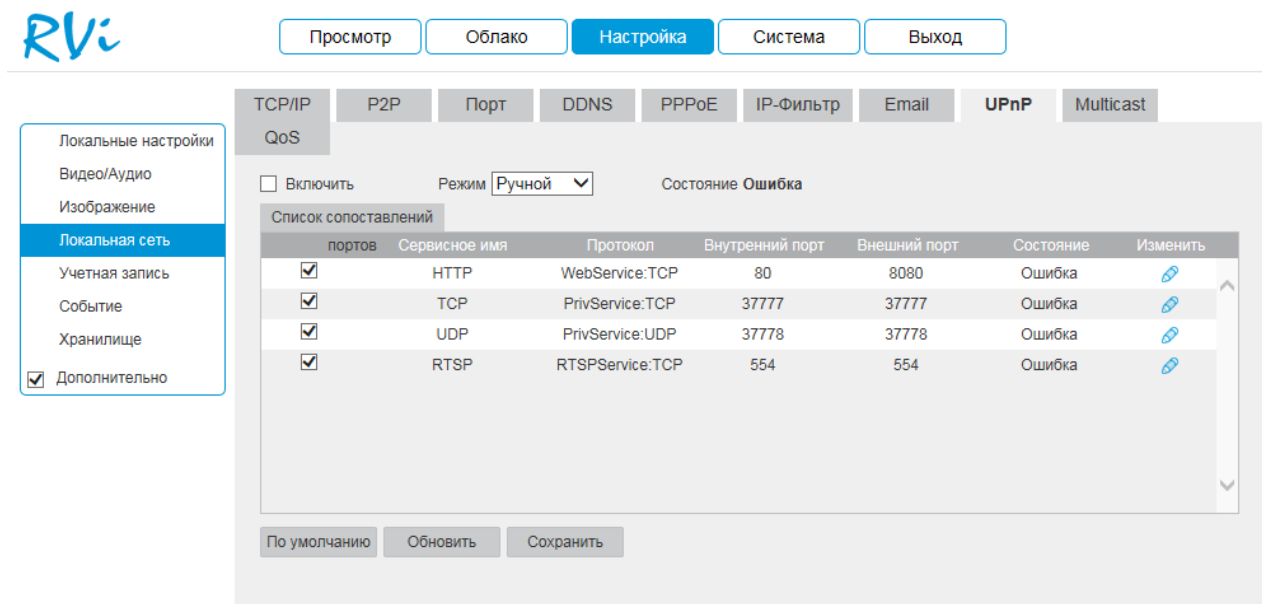 RVi
Просмотр Облако Настройка Система Выход
TCP/IP P2P Порт DDNS PPPoE IP-Фильтр Email UPnP Multicast
QoS
Локальные настройки
Видео/Аудио
Изображение
Локальная сеть
Учетная запись
Событие
Хранилище
Дополнительно
Включить Режим Ручной Состояние Ошибка
Список сопоставлений
портов Сервисное имя Протокол Внутренний порт Внешний порт Состояние Изменить
HTTP WebService:TCP 80 8080 Ошибка
TCP PrivService:TCP 37777 37777 Ошибка
UDP PrivService:UDP 37778 37778 Ошибка
RTSP RTSPService:TCP 554 554 Ошибка
По умолчанию Обновить Сохранить